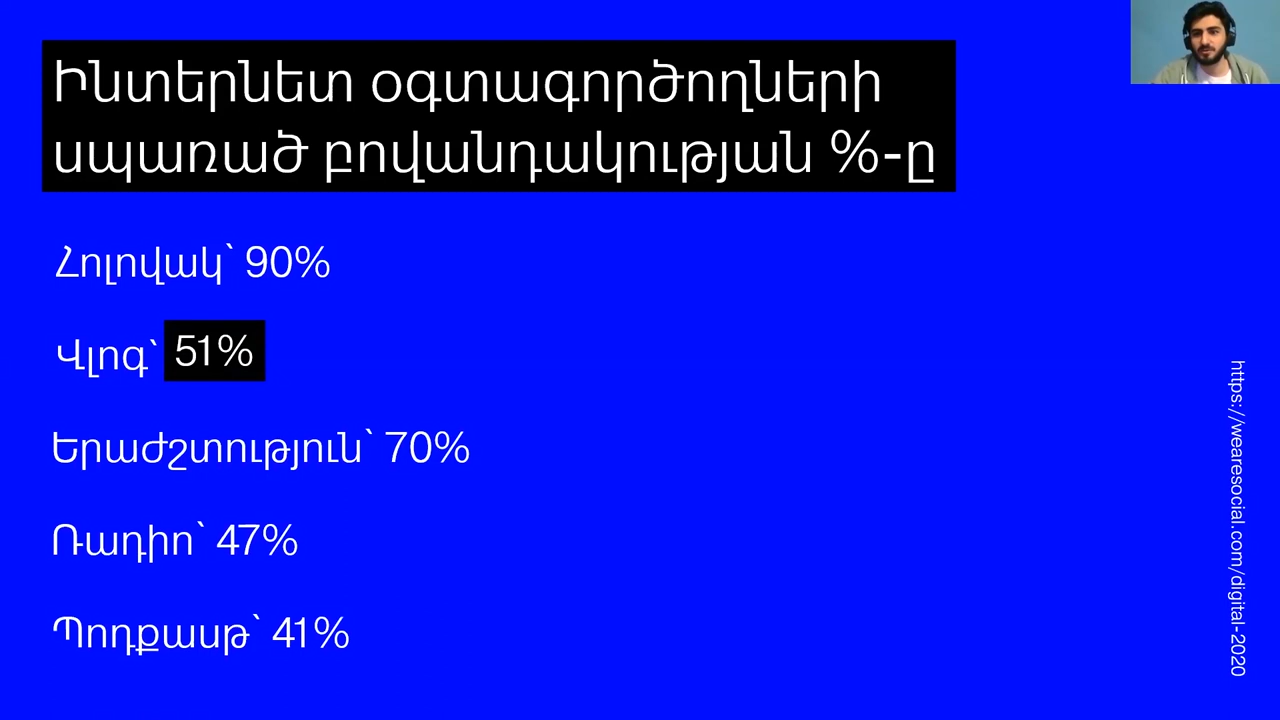 Ինտերնետ օգտագործողների
սպառած բովանդակության %-ը
Հոլովակ՝ 90%
Վլոգ՝ 51%
Երաժշտություն՝ 70%
Ռադիո՝ 47%
Պոդքասթ՝ 41%
https://wearesocial.com/digital-2020